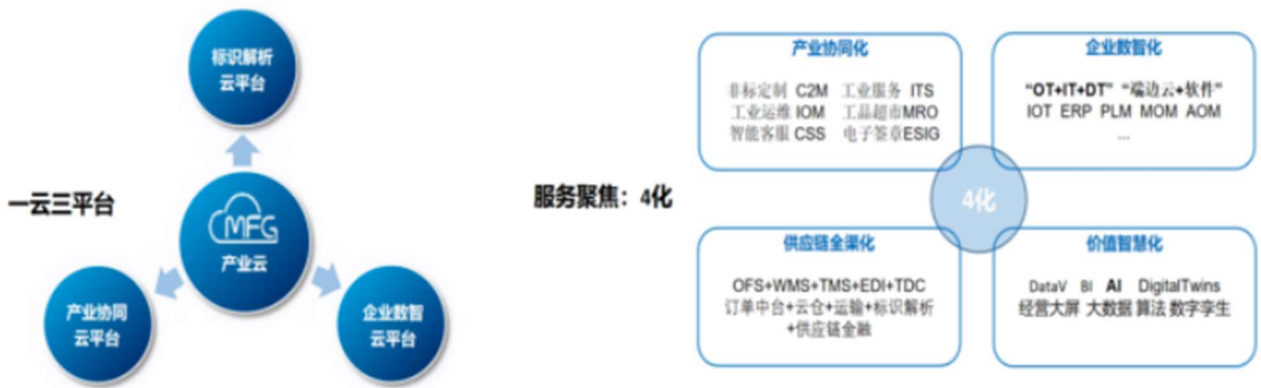 标识解析
云平台
一云三平台
MFG
产业云
产业协同
云平台
企业数智
云平台
服务聚焦：4化
产业协同化
非标定制 C2M 工业服务 ITS
工业运维 IOM 工品超市MRO
智能客服 CSS 电子签章ESIG
企业数智化
“OT+IT+DT” “端边云+软件”
IOT ERP PLM MOM AOM
...
4化
供应链全渠化
OFS+WMS+TMS+EDI+TDC
订单中台+云仓+运输+标识解析
+供应链金融
价值智慧化
DataV BI AI DigitalTwins
经营大屏 大数据 算法 数字孪生